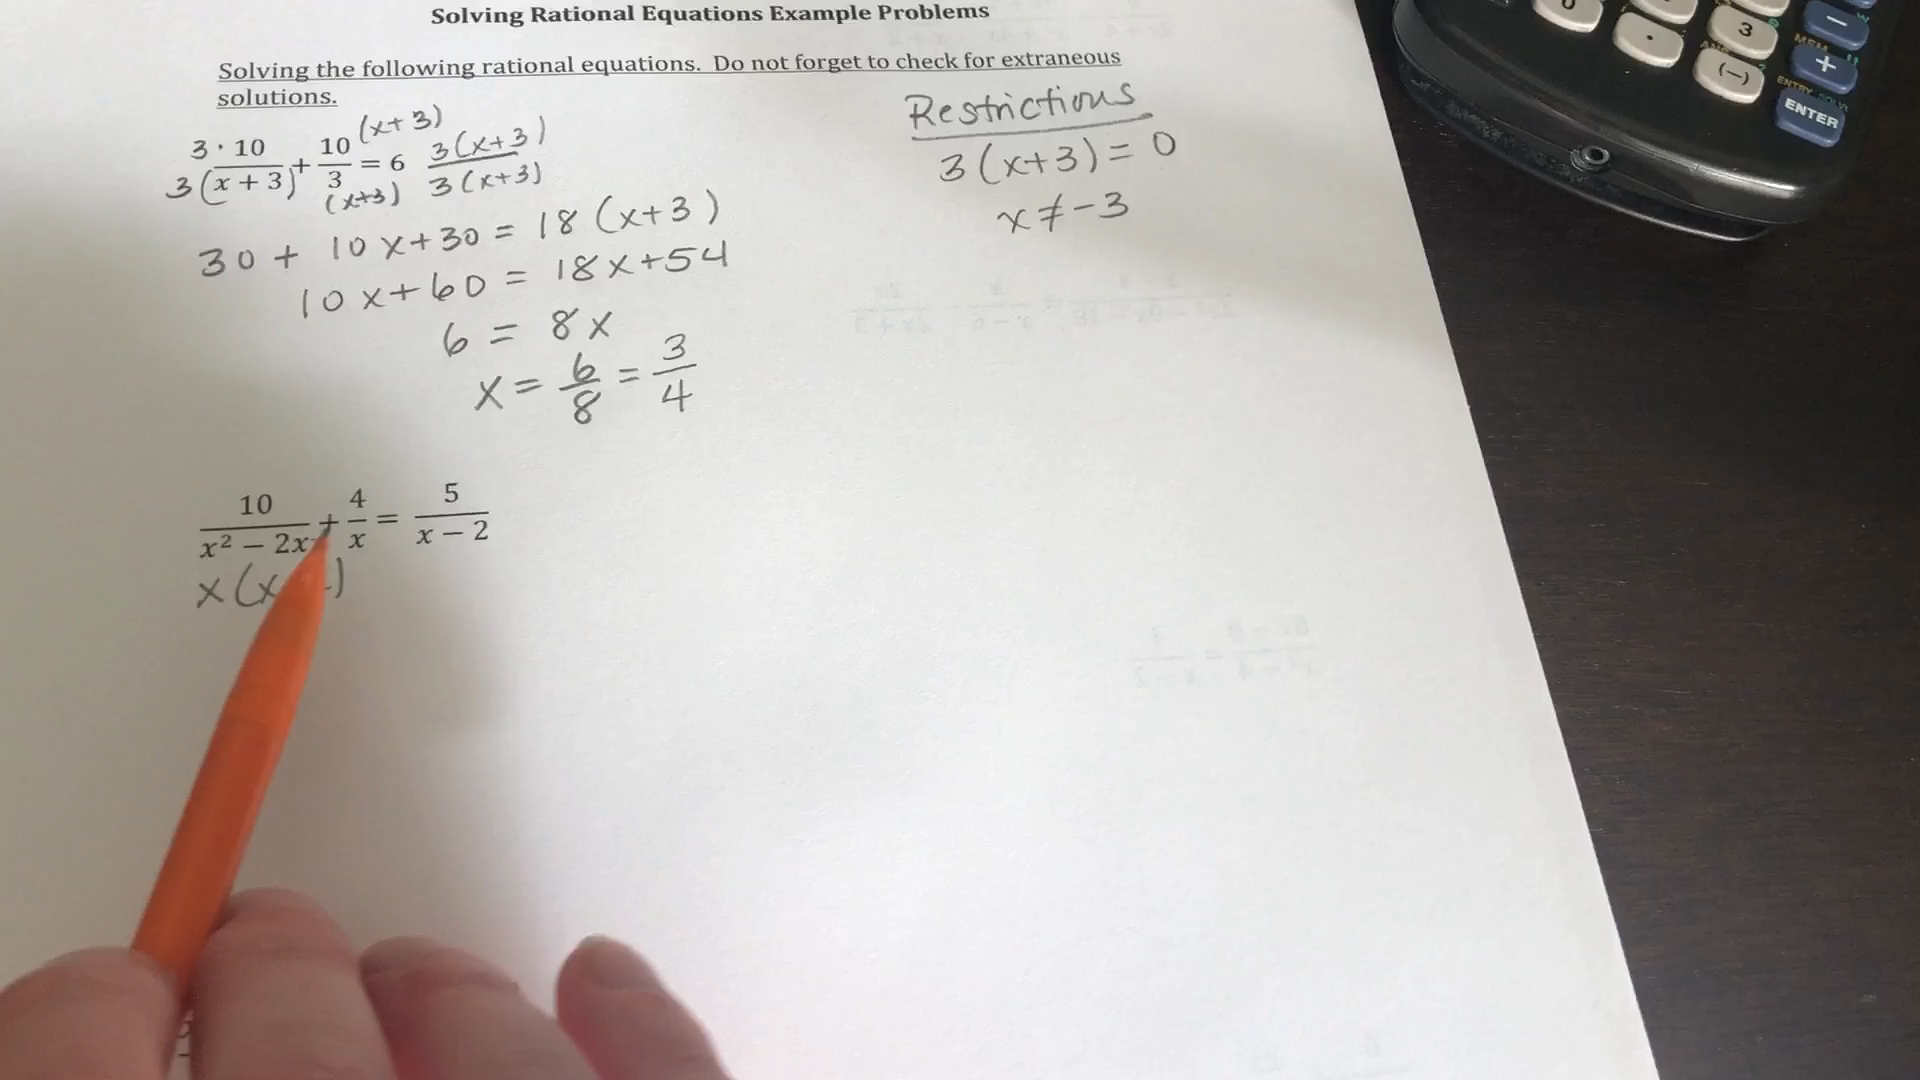 Solving Rational Equations Example Problems
Solving the following rational equations. Do not forget to check for extraneous
solutions.
3 · 10 / 3(x + 3) + 10(x+3) / 3(x+3) = 6 3(x+3) / 3(x+3)
30 + 10x+30 = 18(x+3)
10x+60 = 18x+54
6 = 8x
x = 6/8 = 3/4
Restrictions
3(x+3) = 0
x ≠ -3
10 / x² − 2x + 4 / x = 5 / x − 2
x(x )
0
.
3
(−)
−
+
ENTER